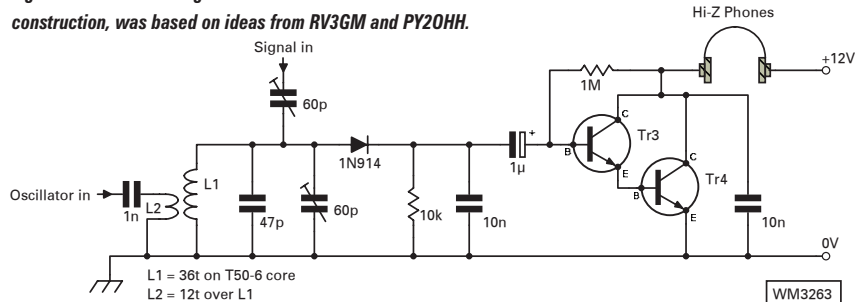 construction, was based on ideas from RV3GM and PY2OHH.
Hi-Z Phones
Signal in
+12V
60p
1M
C
Tr3
1N914
+
1µ
B
E
C
Tr4
B
E
Oscillator in
1n
L2
L1
47p
60p
10k
10n
10n
0V
L1 = 36t on T50-6 core
L2 = 12t over L1
WM3263